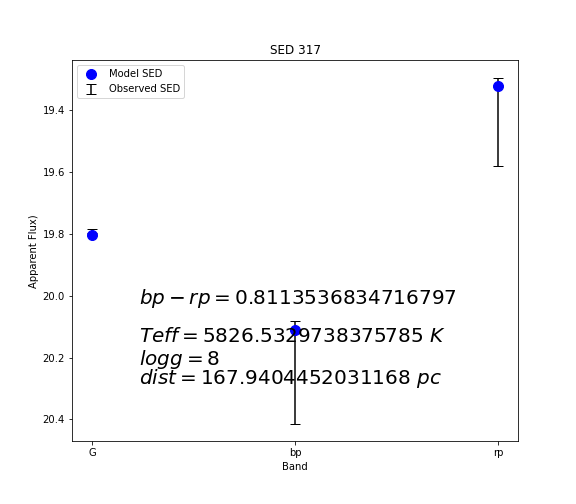 SED 317
Model SED
Observed SED
19.4
19.6
19.8
20.0
20.2
20.4
Apparent Flux)
bp − rp = 0.8113536834716797
Teff = 5826.5329738375785 K
logg = 8
dist = 167.9404452031168 pc
G
bp
rp
Band